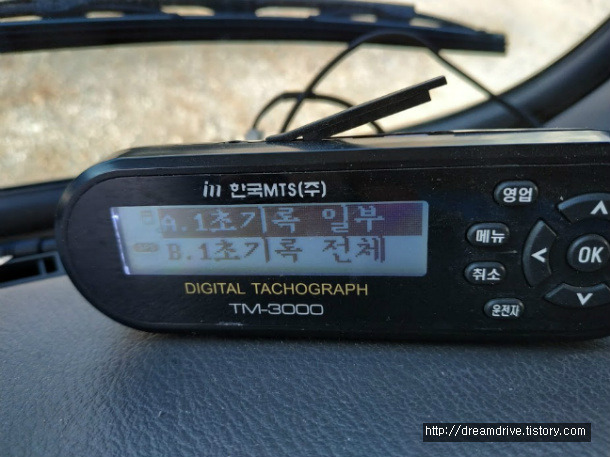 in 한국MTS(주)
A.1초기록 일부
B.1초기록 전체
DIGITAL TACHOGRAPH
TM-3000
영업
메뉴
취소
운전자
OK
http://dreamdrive.tistory.com